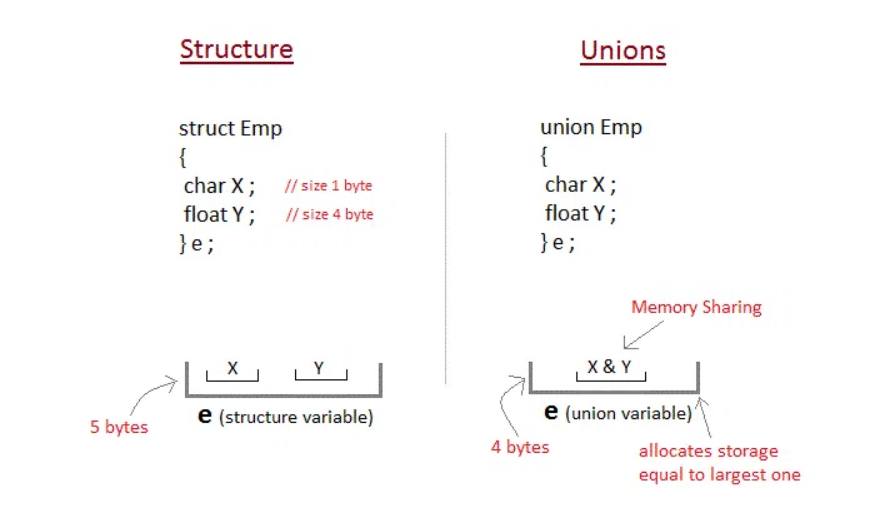 Structure
struct Emp
{
char X ; // size 1 byte
float Y ; // size 4 byte
} e ;
X Y
e (structure variable)
5 bytes
Unions
union Emp
{
char X ;
float Y ;
} e ;
Memory Sharing
X & Y
e (union variable)
4 bytes
allocates storage
equal to largest one